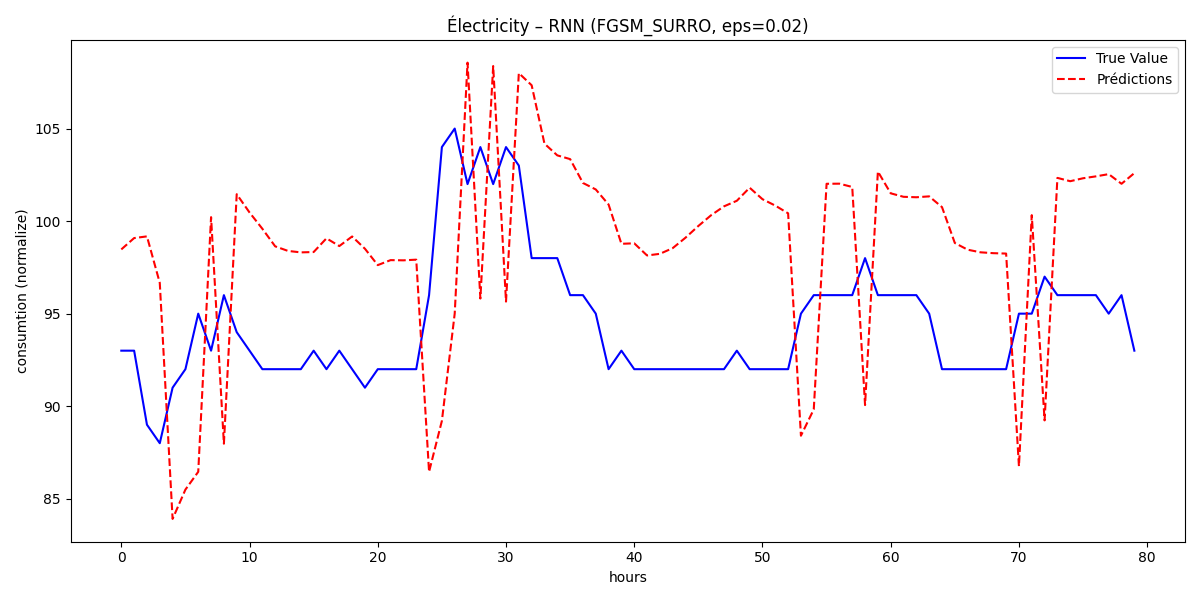 Électricity – RNN (FGSM_SURRO, eps=0.02)
True Value
Prédictions
consumtion (normalize)
105
100
95
90
85
0 10 20 30 40 50 60 70 80
hours